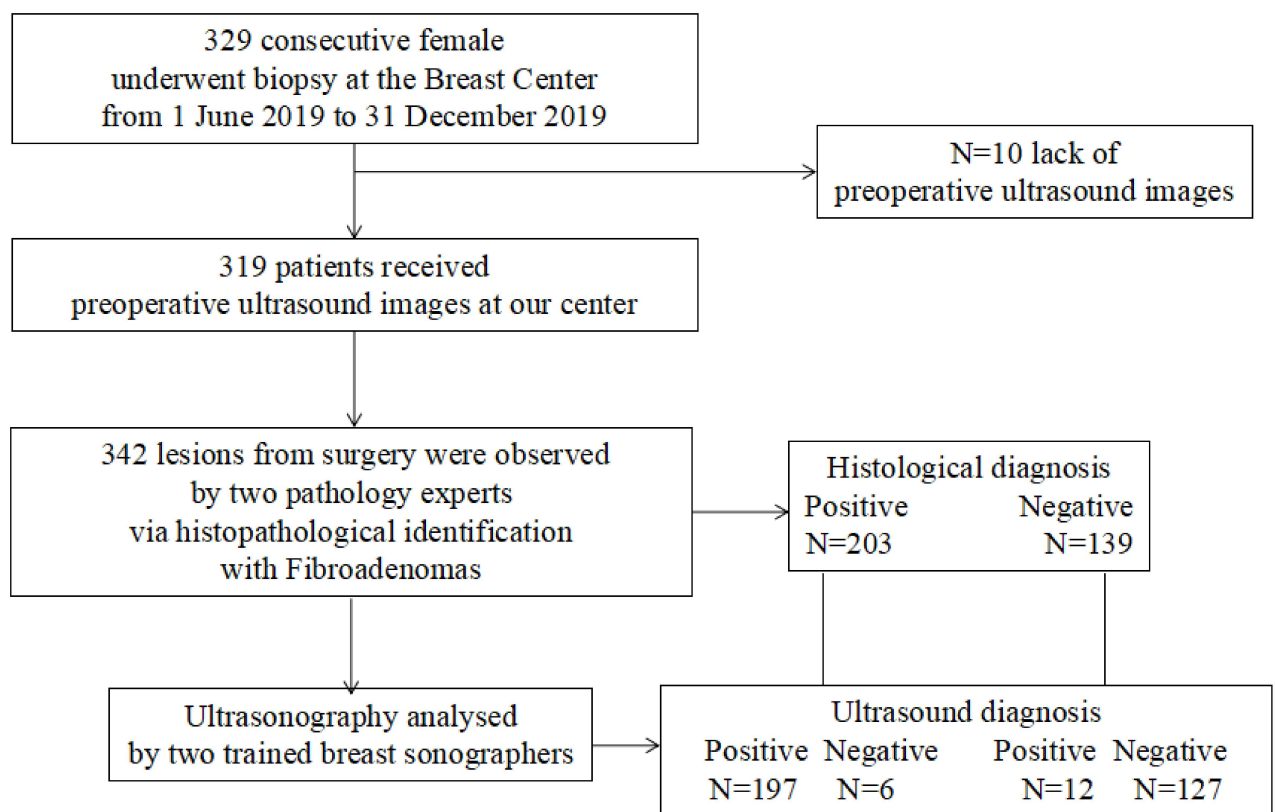 329 consecutive female
underwent biopsy at the Breast Center
from 1 June 2019 to 31 December 2019
N=10 lack of
preoperative ultrasound images
319 patients received
preoperative ultrasound images at our center
342 lesions from surgery were observed
by two pathology experts
via histopathological identification
with Fibroadenomas
Histological diagnosis
Positive Negative
N=203 N=139
Ultrasonography analysed
by two trained breast sonographers
Ultrasound diagnosis
Positive Negative Positive Negative
N=197 N=6 N=12 N=127